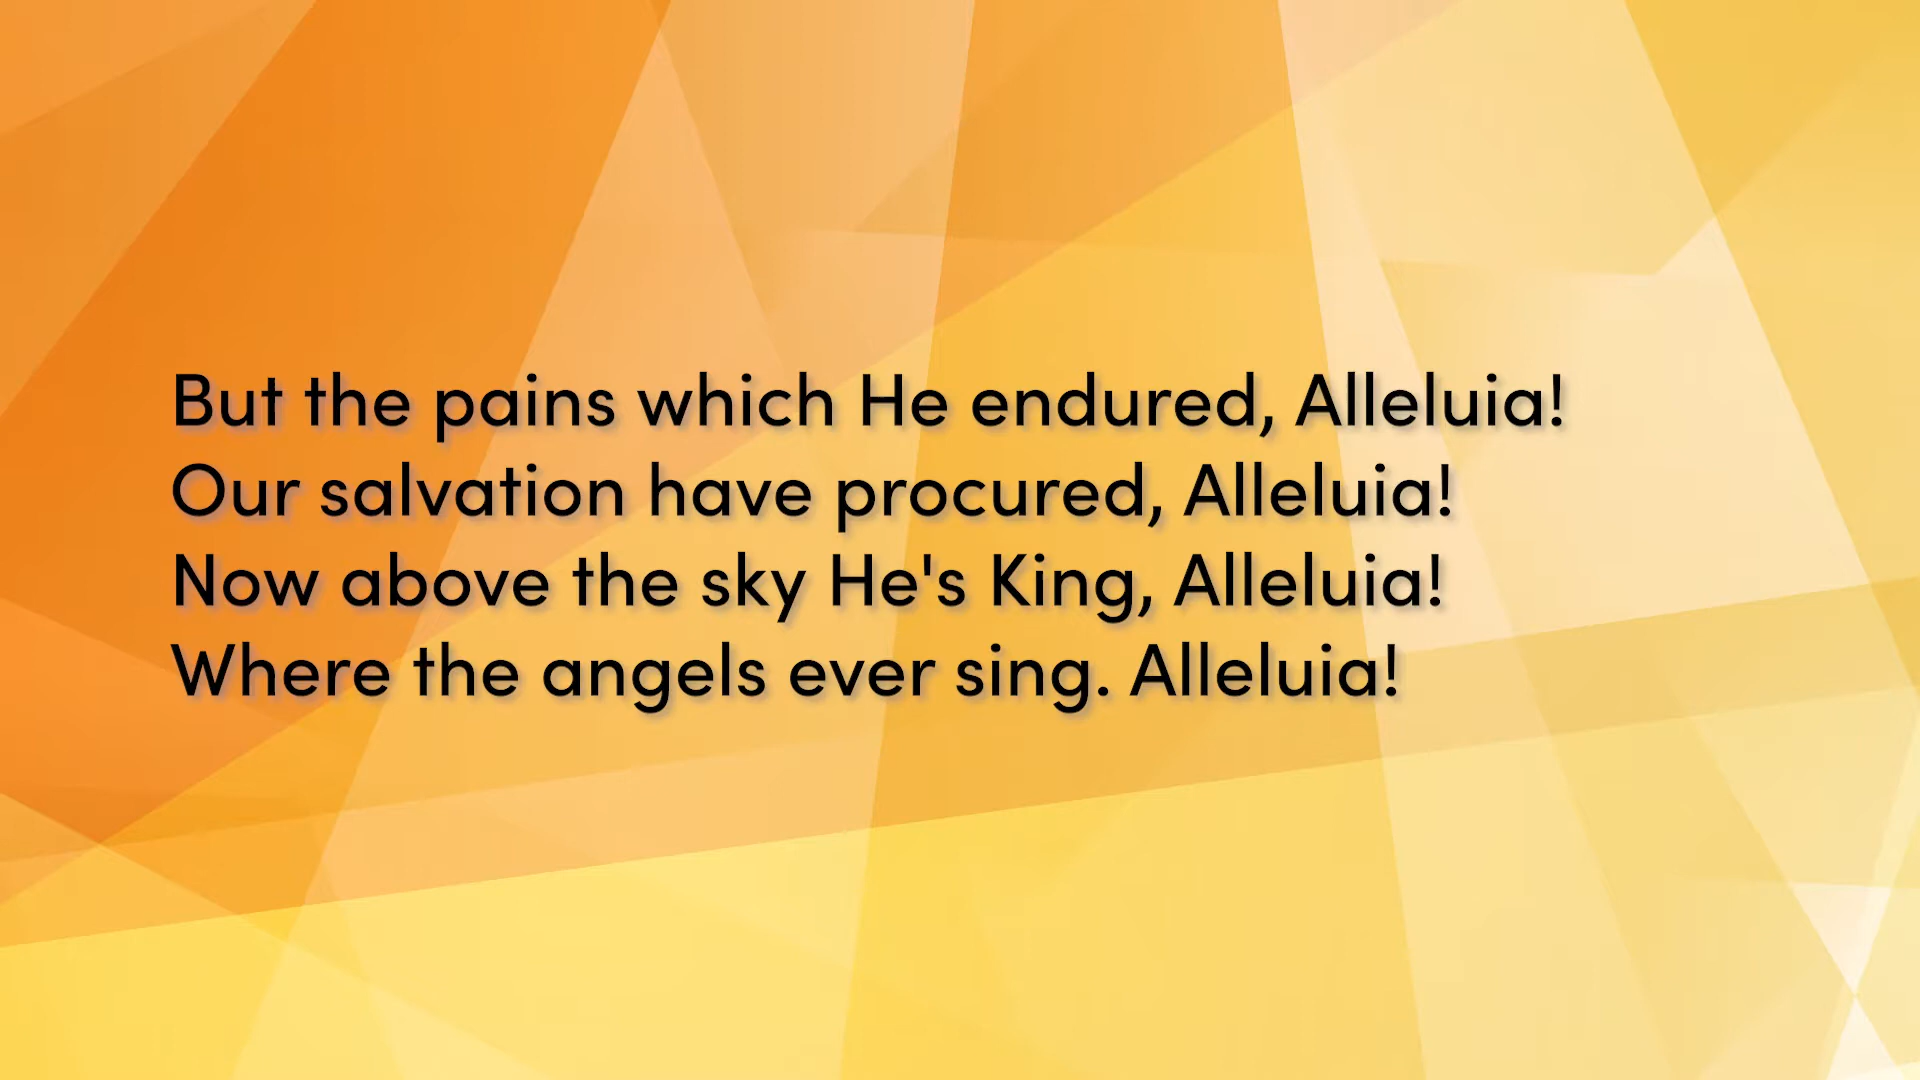 But the pains which He endured, Alleluia!
Our salvation have procured, Alleluia!
Now above the sky He's King, Alleluia!
Where the angels ever sing. Alleluia!